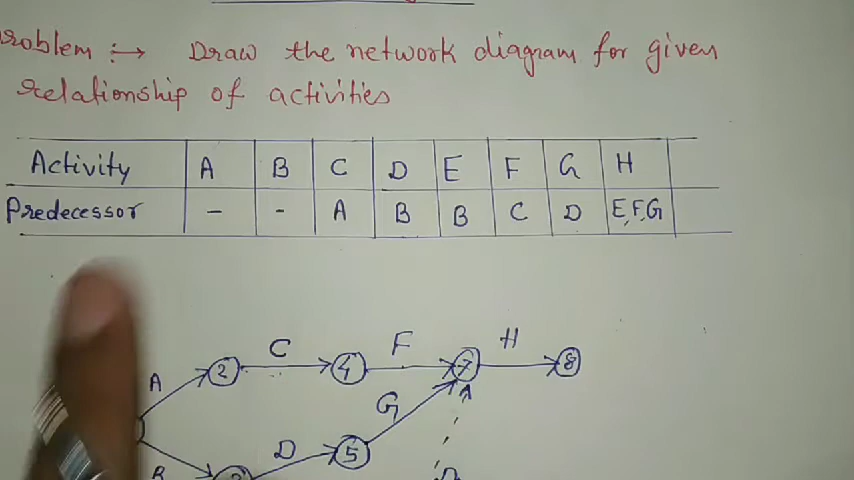 Problem :→ Draw the network diagram for given
relationship of activities
Activity A B C D E F G H
Predecessor - - A B B C D E,F,G
A 2 C 4 F 7 H 8
G
B D 5